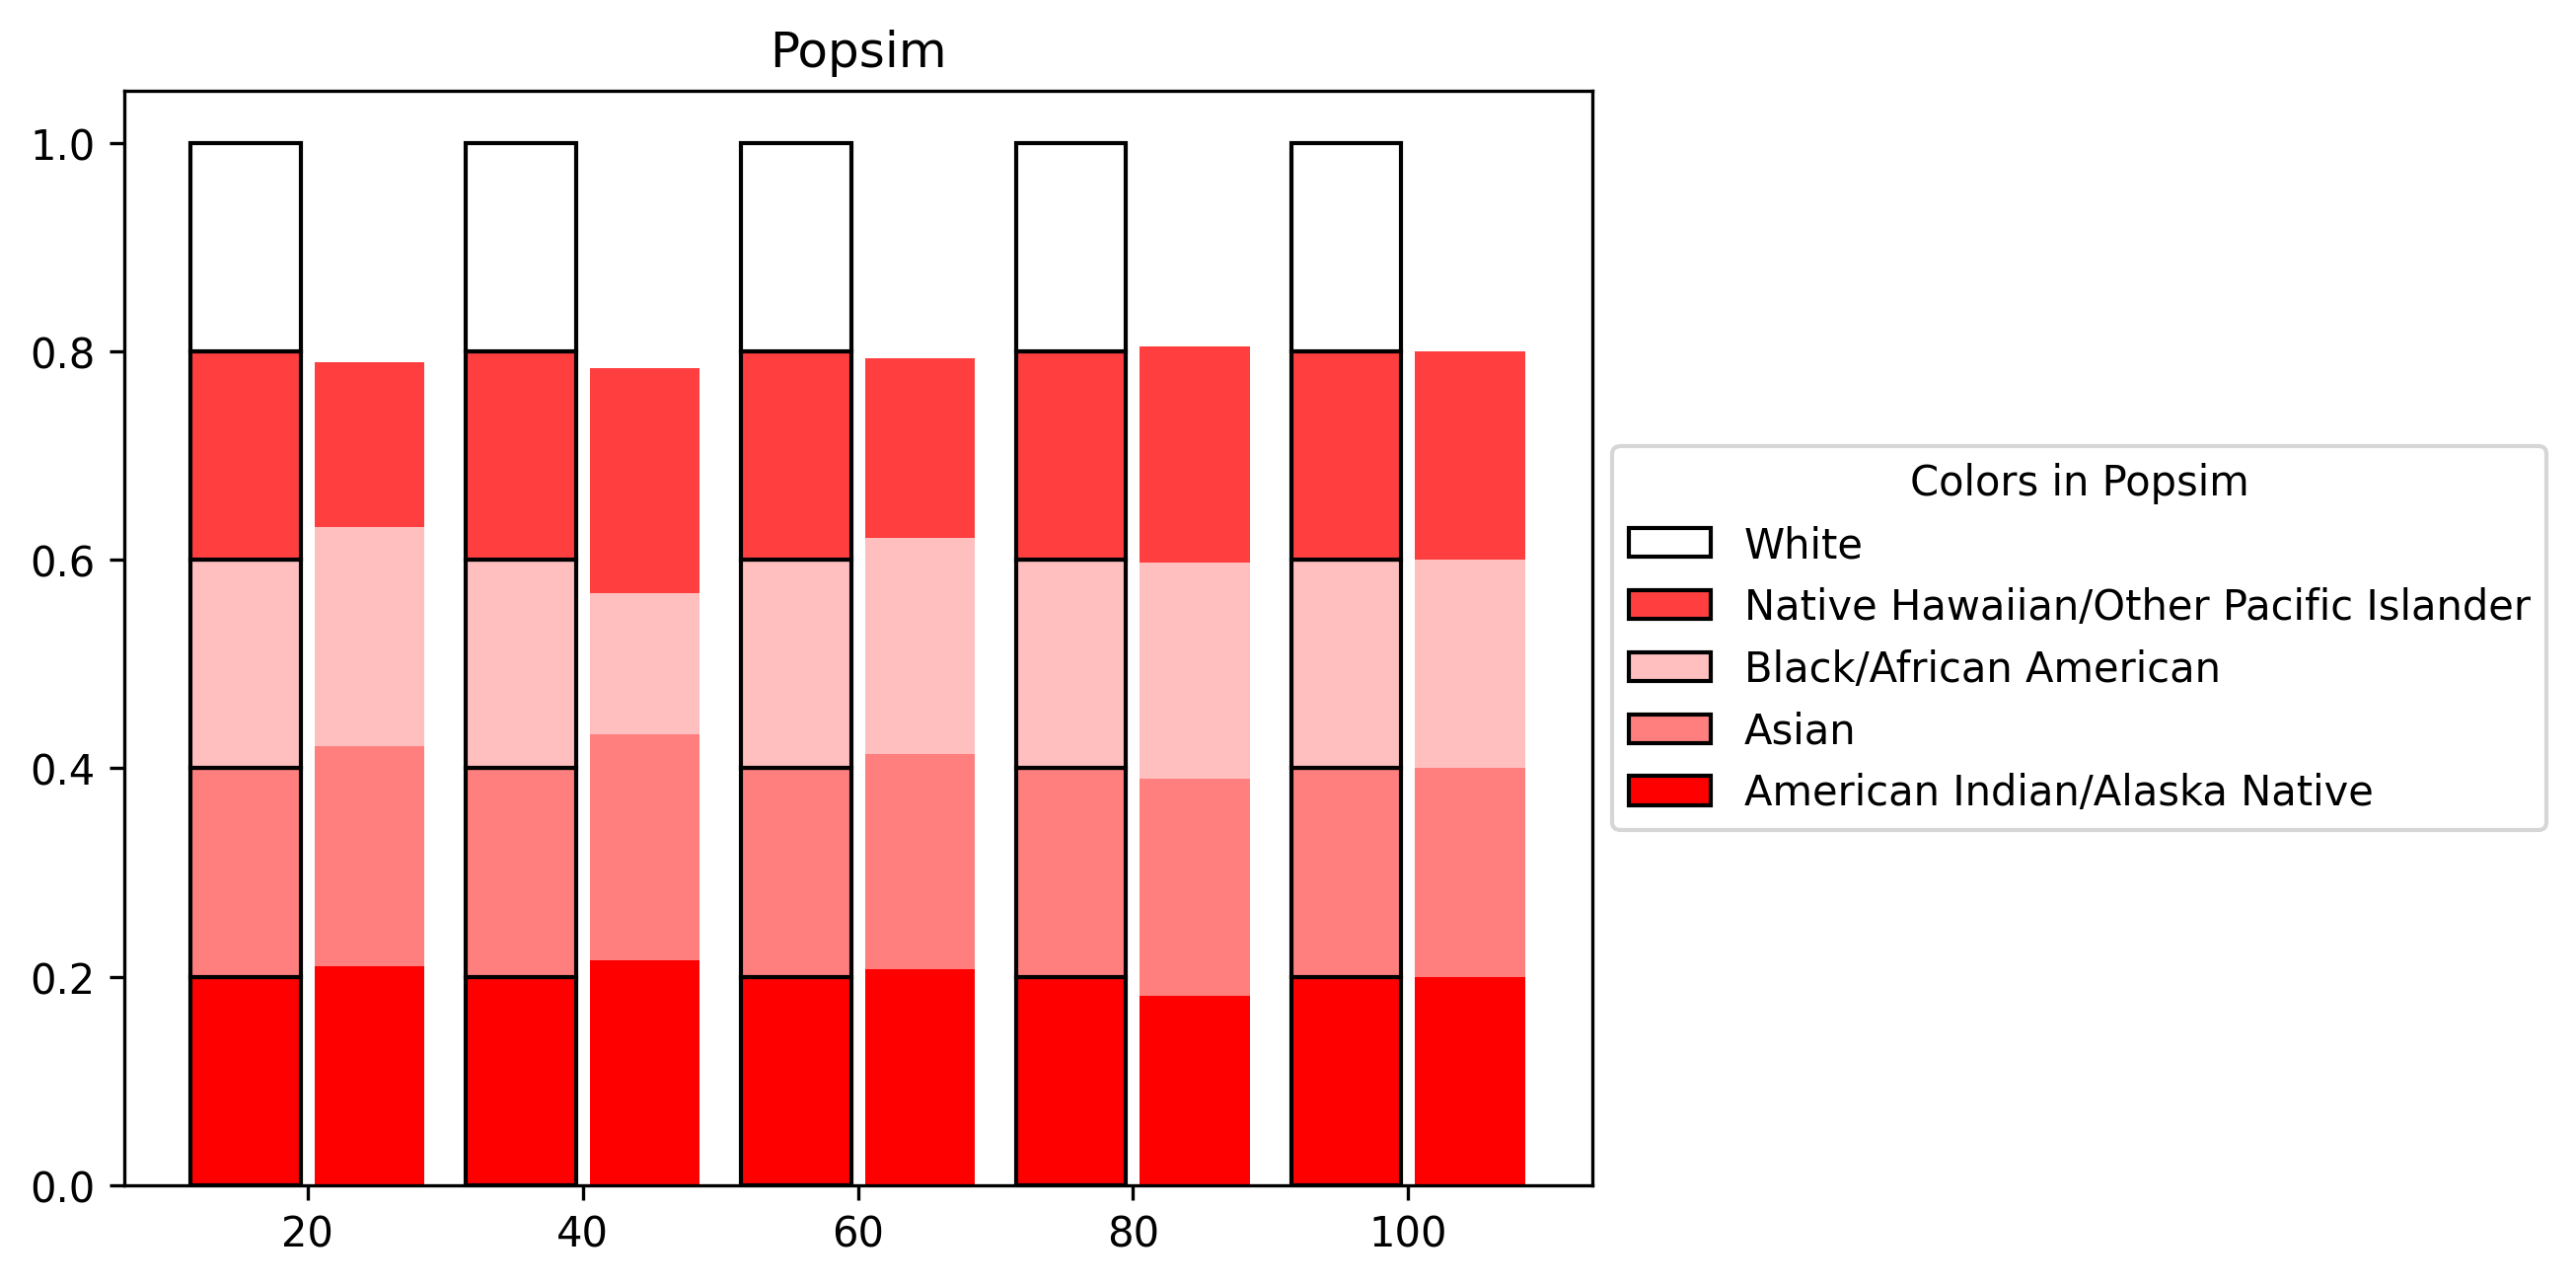 Popsim
1.0
0.8
0.6
0.4
0.2
0.0
20 40 60 80 100
Colors in Popsim
White
Native Hawaiian/Other Pacific Islander
Black/African American
Asian
American Indian/Alaska Native